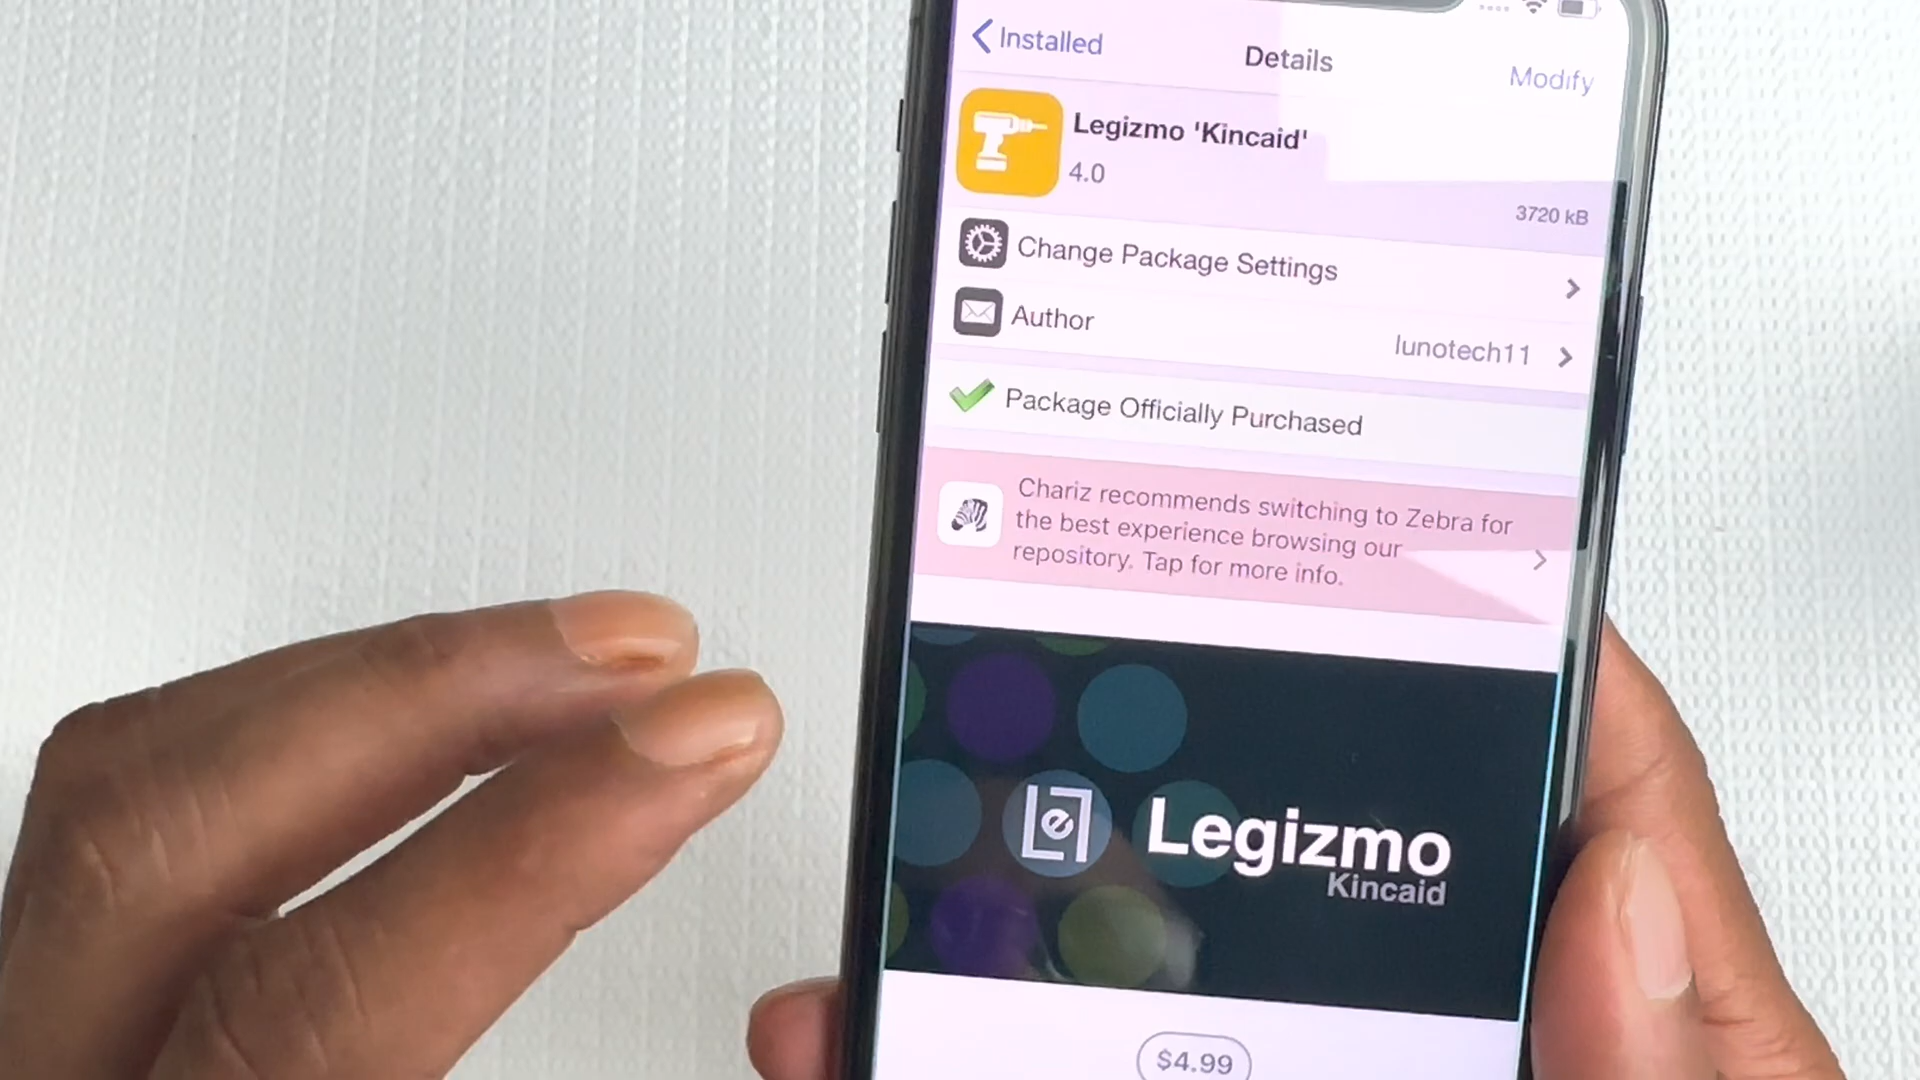 Installed
Details
Modify
Legizmo 'Kincaid'
4.0
3720 kB
Change Package Settings
Author
lunotech11
Package Officially Purchased
Chariz recommends switching to Zebra for
the best experience browsing our
repository. Tap for more info.
Le
Legizmo
Kincaid
$4.99